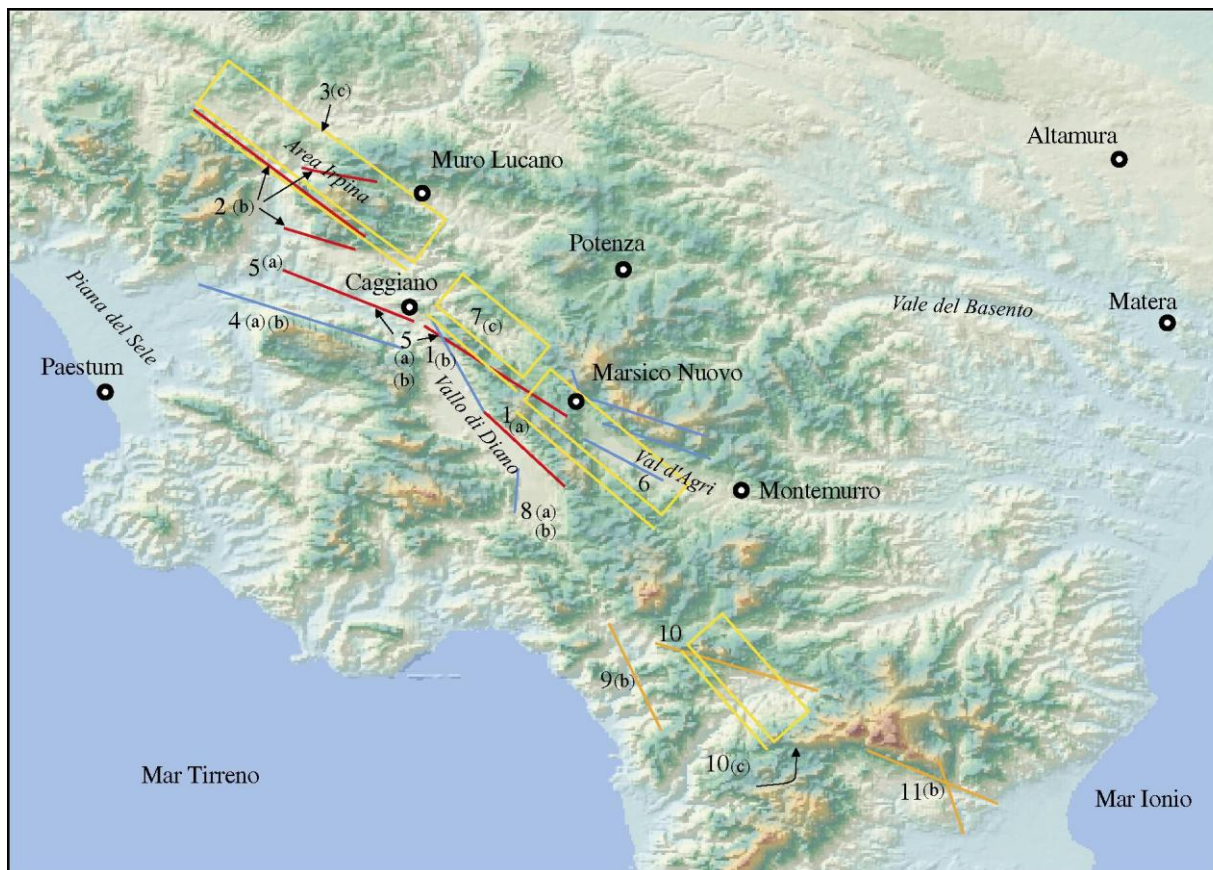 3(c)
Altamura
Area Irpina
Muro Lucano
2 (b)
Potenza
5(a)
Caggiano
Piana del Sele
Vale del Basento
Matera
4 (a) (b)
7(c)
5
(a)
(b)
1(b)
Paestum
Marsico Nuovo
Vallo di Diano
1(a)
Val d'Agri
6
Montemurro
8 (a)
(b)
10
9(b)
10(c)
Mar Tirreno
11(b)
Mar Ionio